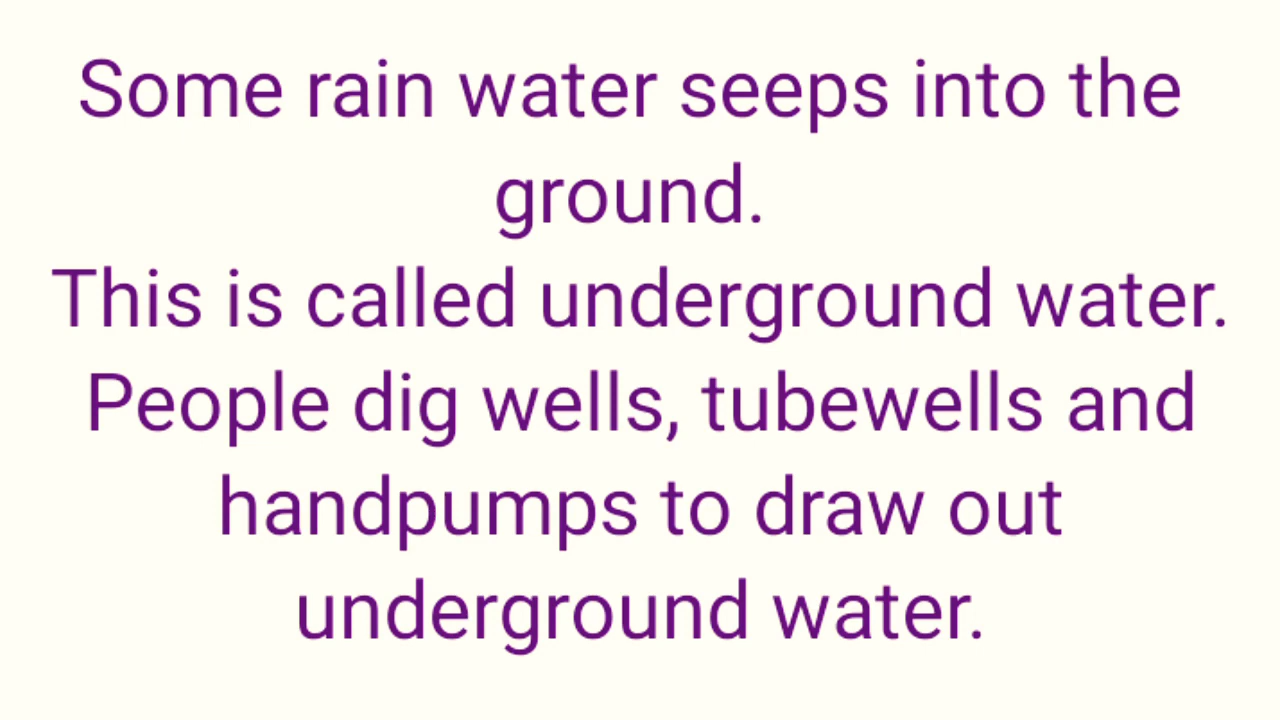 Some rain water seeps into the
ground.
This is called underground water.
People dig wells, tubewells and
handpumps to draw out
underground water.